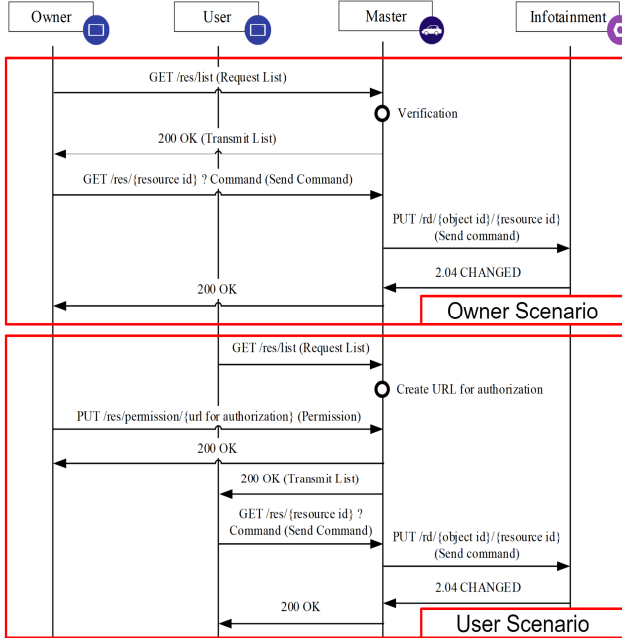 Owner
User
Master
Infotainment
GET /res/list (Request List)
Verification
200 OK (Transmit List)
GET /res/{resource id} ? Command (Send Command)
PUT /rd/{object id}/{resource id}
(Send command)
2.04 CHANGED
200 OK
Owner Scenario
GET /res/list (Request List)
Create URL for authorization
PUT /res/permission/{url for authorization} (Permission)
200 OK
200 OK (Transmit List)
GET /res/{resource id} ?
Command (Send Command)
PUT /rd/{object id}/{resource id}
(Send command)
2.04 CHANGED
200 OK
User Scenario